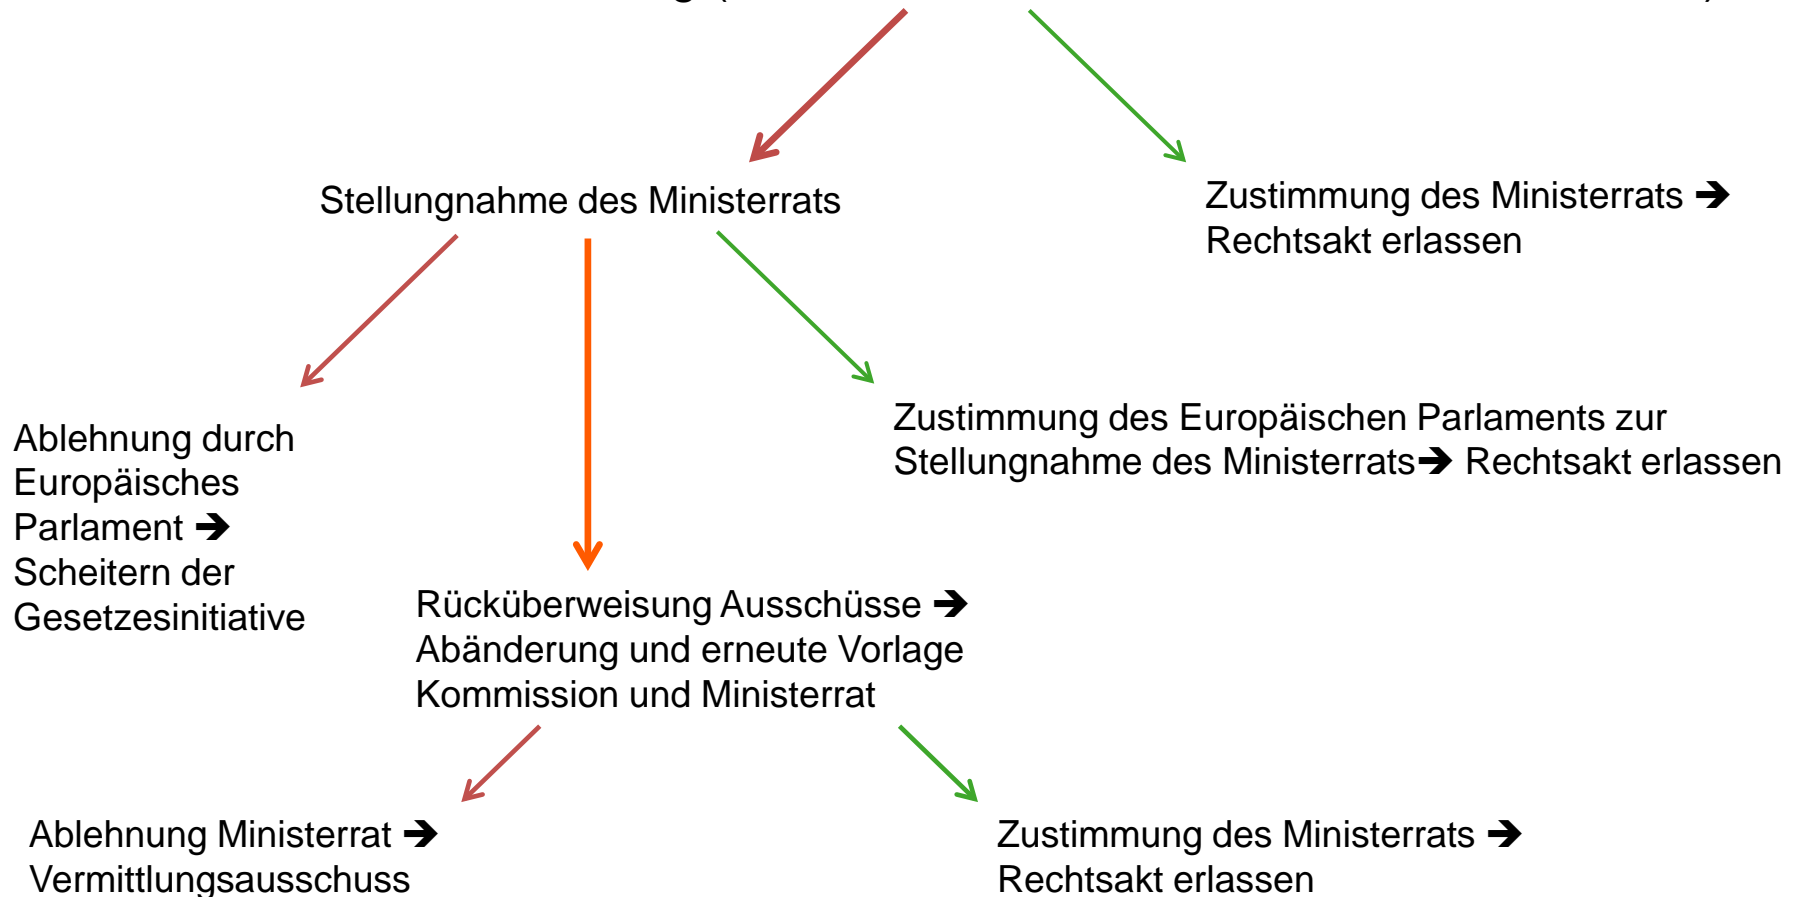 Stellungnahme des Ministerrats
Zustimmung des Ministerrats ➔
Rechtsakt erlassen
Ablehnung durch
Europäisches
Parlament ➔
Scheitern der
Gesetzesinitiative
Zustimmung des Europäischen Parlaments zur
Stellungnahme des Ministerrats➔ Rechtsakt erlassen
Rücküberweisung Ausschüsse ➔
Abänderung und erneute Vorlage
Kommission und Ministerrat
Ablehnung Ministerrat ➔
Vermittlungsausschuss
Zustimmung des Ministerrats ➔
Rechtsakt erlassen